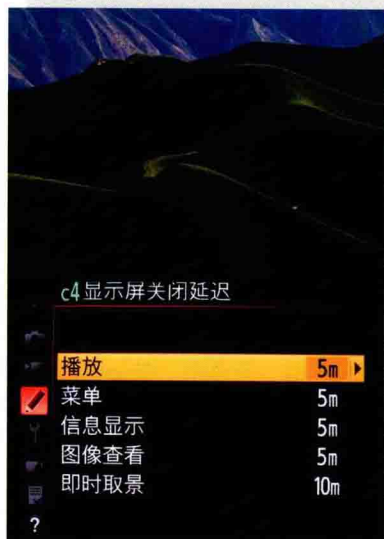 c4显示屏关闭延迟
播放 5m
菜单 5m
信息显示 5m
图像查看 5m
即时取景 10m
?